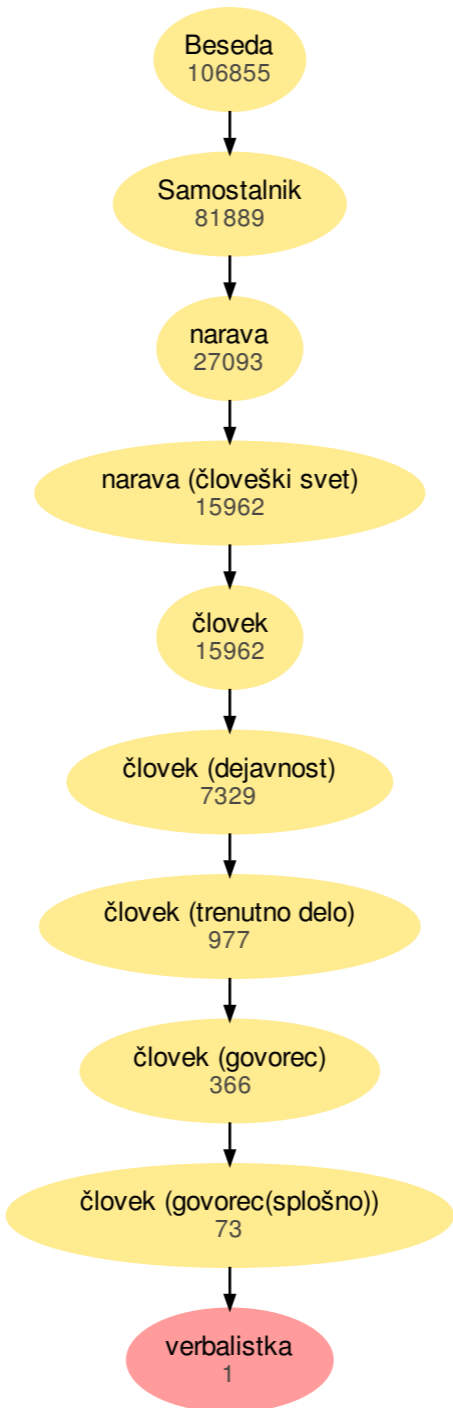 Beseda
106855
Samostalnik
81889
narava
27093
narava (človeški svet)
15962
človek
15962
človek (dejavnost)
7329
človek (trenutno delo)
977
človek (govorec)
366
človek (govorec(splošno))
73
verbalistka
1